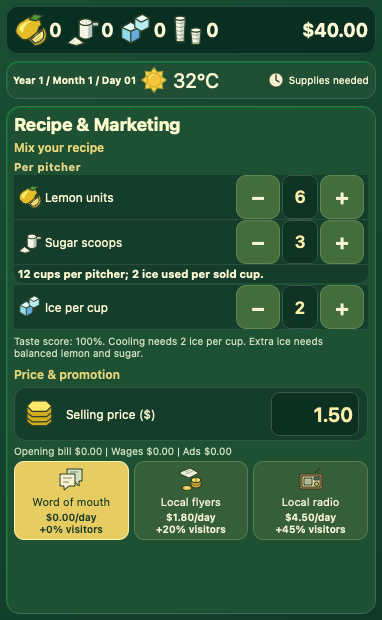 0 0 0 0 $40.00
Year 1 / Month 1 / Day 01 32°C Supplies needed
Recipe & Marketing
Mix your recipe
Per pitcher
Lemon units − 6 +
Sugar scoops − 3 +
12 cups per pitcher; 2 ice used per sold cup.
Ice per cup − 2 +
Taste score: 100%. Cooling needs 2 ice per cup. Extra ice needs
balanced lemon and sugar.
Price & promotion
Selling price ($) 1.50
Opening bill $0.00 | Wages $0.00 | Ads $0.00
Word of mouth Local flyers Local radio
$0.00/day $1.80/day $4.50/day
+0% visitors +20% visitors +45% visitors